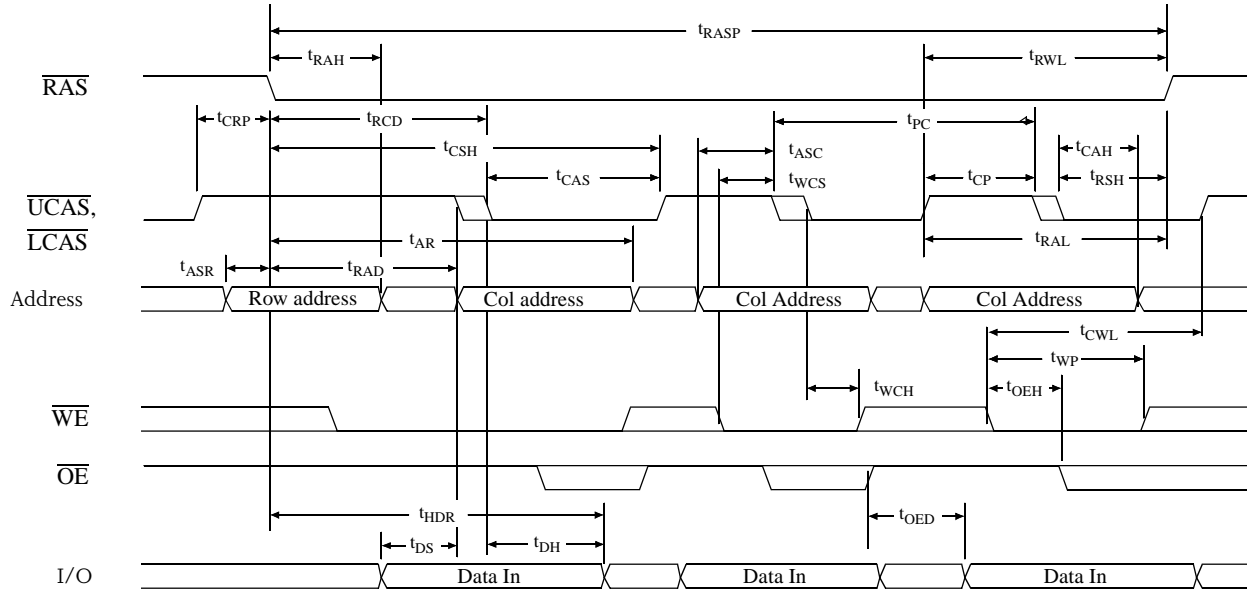 tRASP
tRAH
tRWL
RAS
tCRP
tRCD
tPC
tCSH
tASC
tCAH
tCAS
tWCS
tCP
tRSH
UCAS,
LCAS
tAR
tRAL
tASR
tRAD
Address
Row address
Col address
Col Address
Col Address
tCWL
tWP
tWCH
tOEH
WE
OE
tHDR
tOED
tDS
tDH
I/O
Data In
Data In
Data In